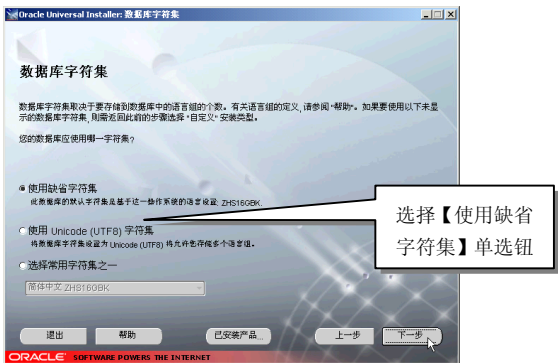 Oracle Universal Installer: 数据库字符集
数据库字符集
数据库字符集取决于要存储到数据库中的语言组的个数。有关语言组的定义, 请参阅 "帮助"。如果要使用以下未显
示的数据库字符集, 则需返回此前的步骤选择 "自定义" 安装类型。
您的数据库应使用哪一字符集?
使用缺省字符集
此数据库的默认字符集是基于这一操作系统的语言设置: ZHS16GBK.
使用 Unicode (UTF8) 字符集
将数据库字符集设置为 Unicode (UTF8) 将允许您存储多个语言组。
选择常用字符集之一
简体中文 ZHS16GBK
选择【使用缺省
字符集】单选钮
退出
帮助
已安装产品...
上一步
下一步
ORACLE SOFTWARE POWERS THE INTERNET